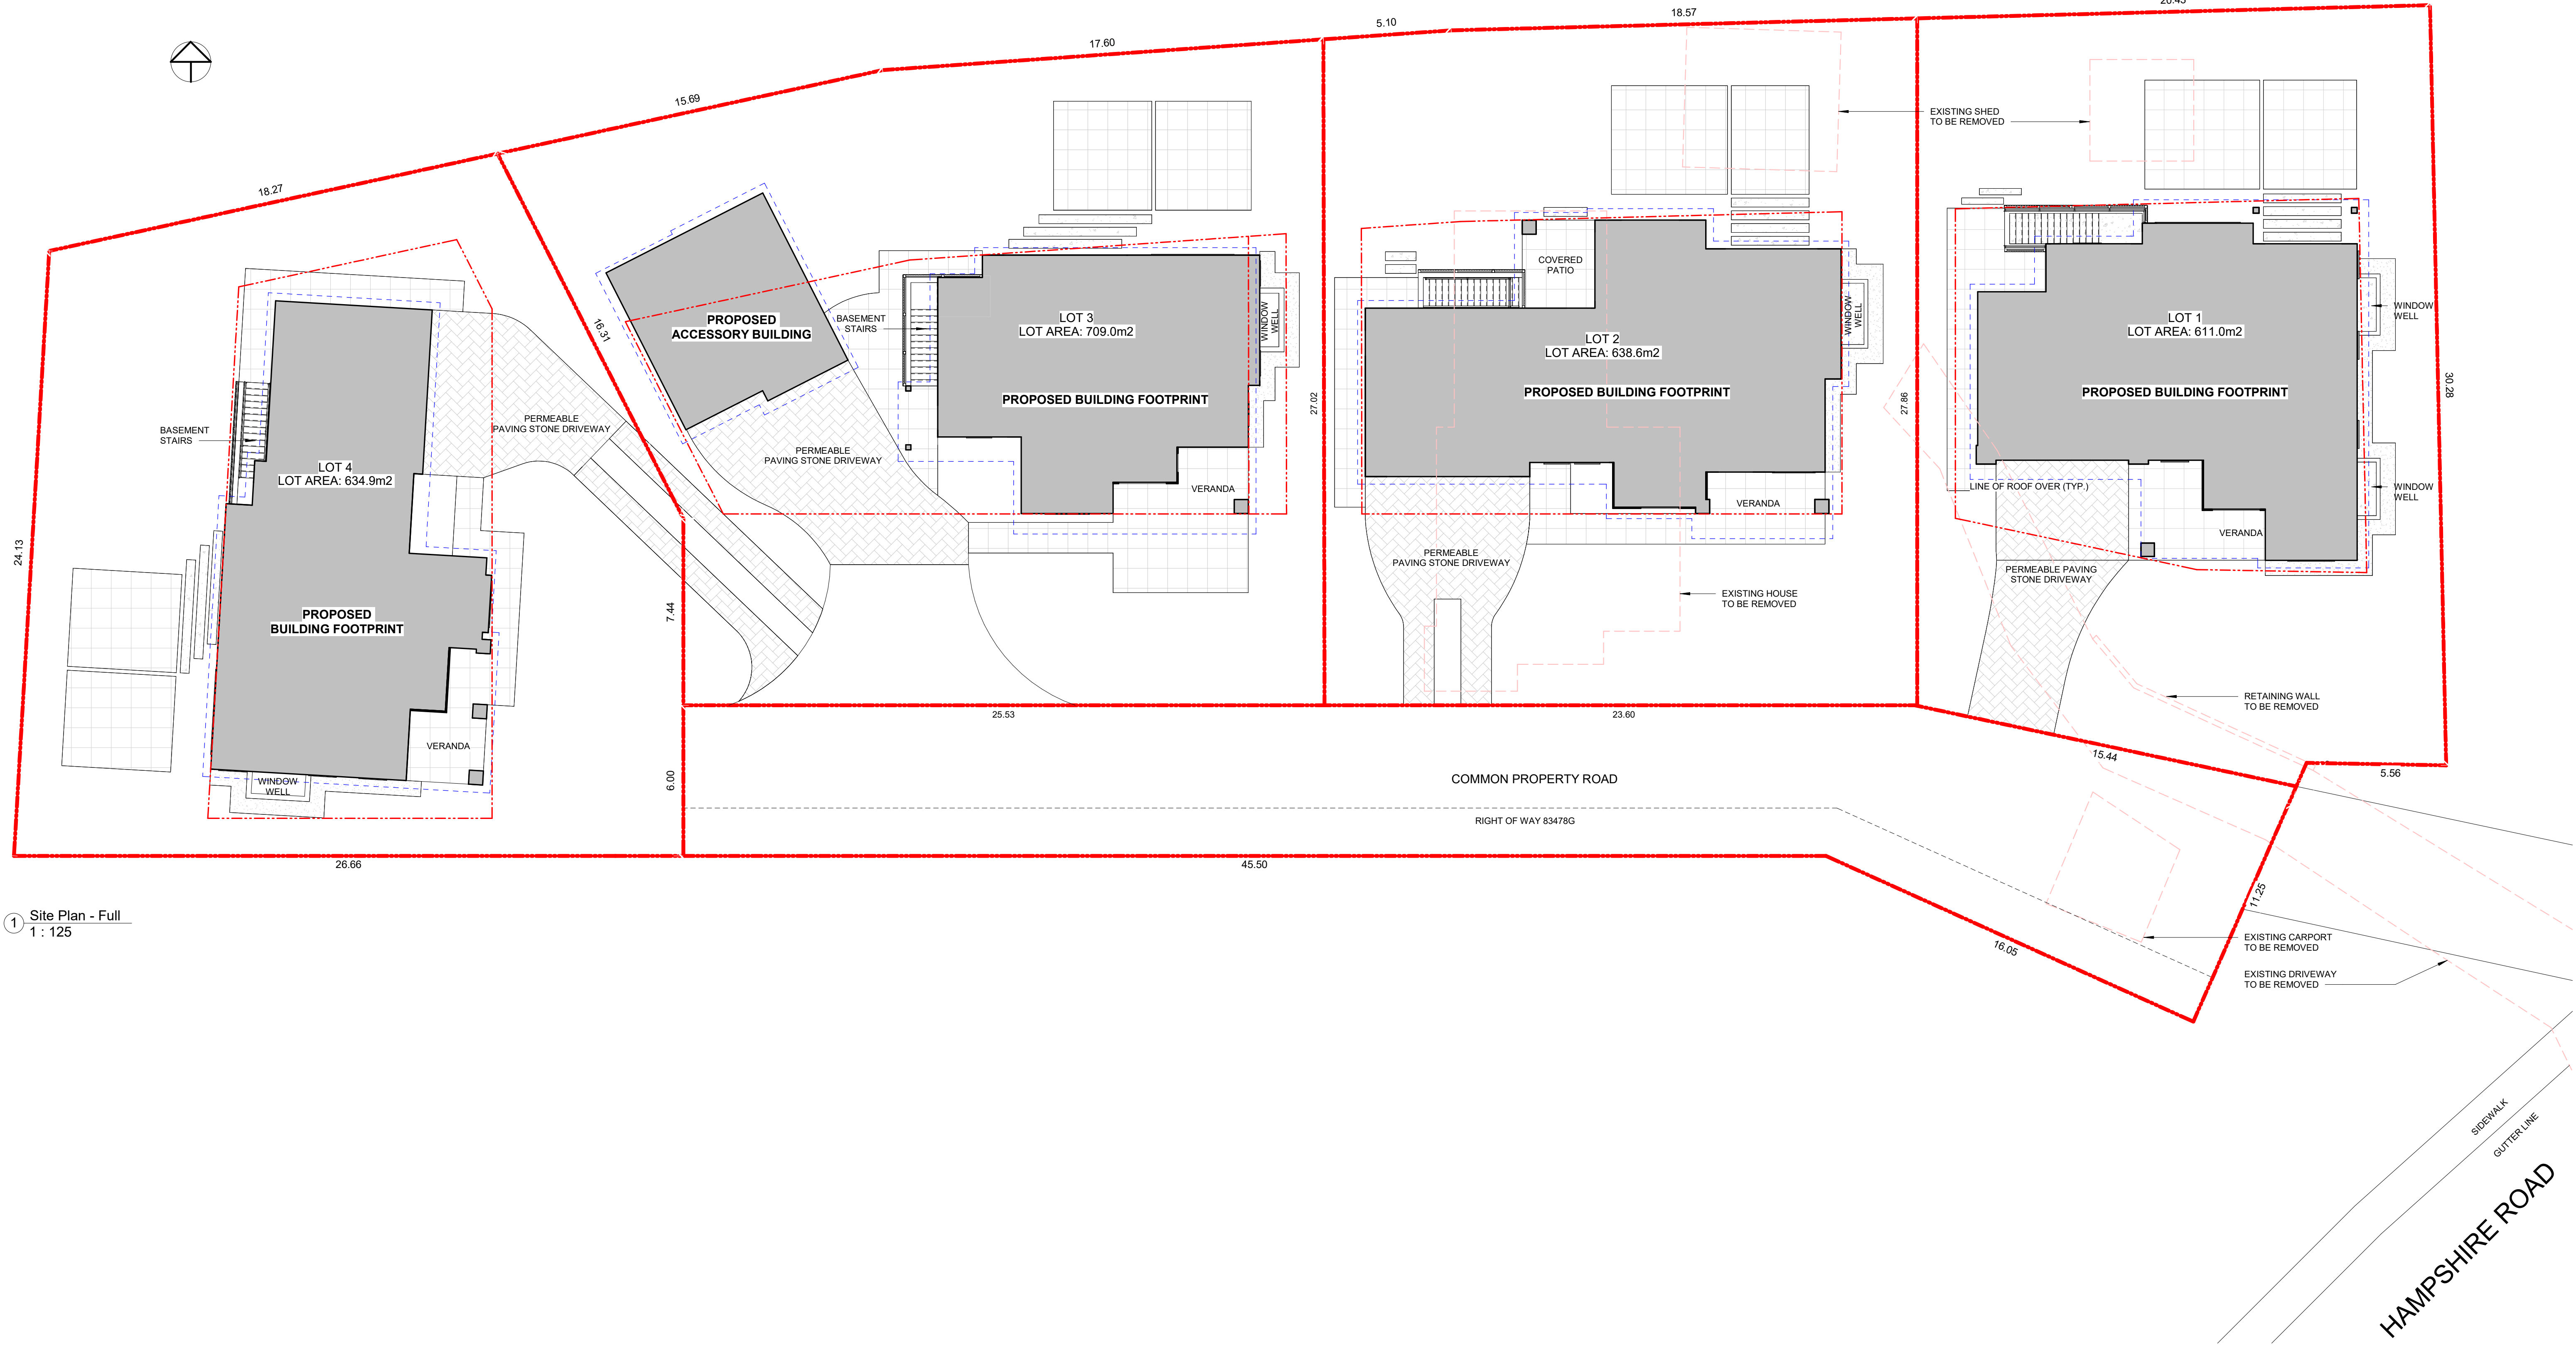 20.45
18.57
5.10
17.60
15.69
18.27
EXISTING SHED
TO BE REMOVED
COVERED
PATIO
WINDOW
WELL
WINDOW
WELL
WINDOW
WELL
BASEMENT
STAIRS
LOT 3
LOT AREA: 709.0m2
LOT 1
LOT AREA: 611.0m2
PROPOSED
ACCESSORY BUILDING
LOT 2
LOT AREA: 638.6m2
16.31
PROPOSED BUILDING FOOTPRINT
PROPOSED BUILDING FOOTPRINT
PROPOSED BUILDING FOOTPRINT
27.02
27.86
30.28
BASEMENT
STAIRS
PERMEABLE
PAVING STONE DRIVEWAY
PERMEABLE
PAVING STONE DRIVEWAY
LOT 4
LOT AREA: 634.9m2
VERANDA
VERANDA
LINE OF ROOF OVER (TYP.)
WINDOW
WELL
VERANDA
24.13
PERMEABLE
PAVING STONE DRIVEWAY
PERMEABLE PAVING
STONE DRIVEWAY
EXISTING HOUSE
TO BE REMOVED
7.44
PROPOSED
BUILDING FOOTPRINT
RETAINING WALL
TO BE REMOVED
25.53
23.60
VERANDA
15.44
5.56
WINDOW
WELL
6.00
COMMON PROPERTY ROAD
RIGHT OF WAY 83478G
26.66
45.50
11.25
16.05
1
Site Plan - Full
1 : 125
EXISTING CARPORT
TO BE REMOVED
EXISTING DRIVEWAY
TO BE REMOVED
SIDEWALK
GUTTER LINE
HAMPSHIRE ROAD